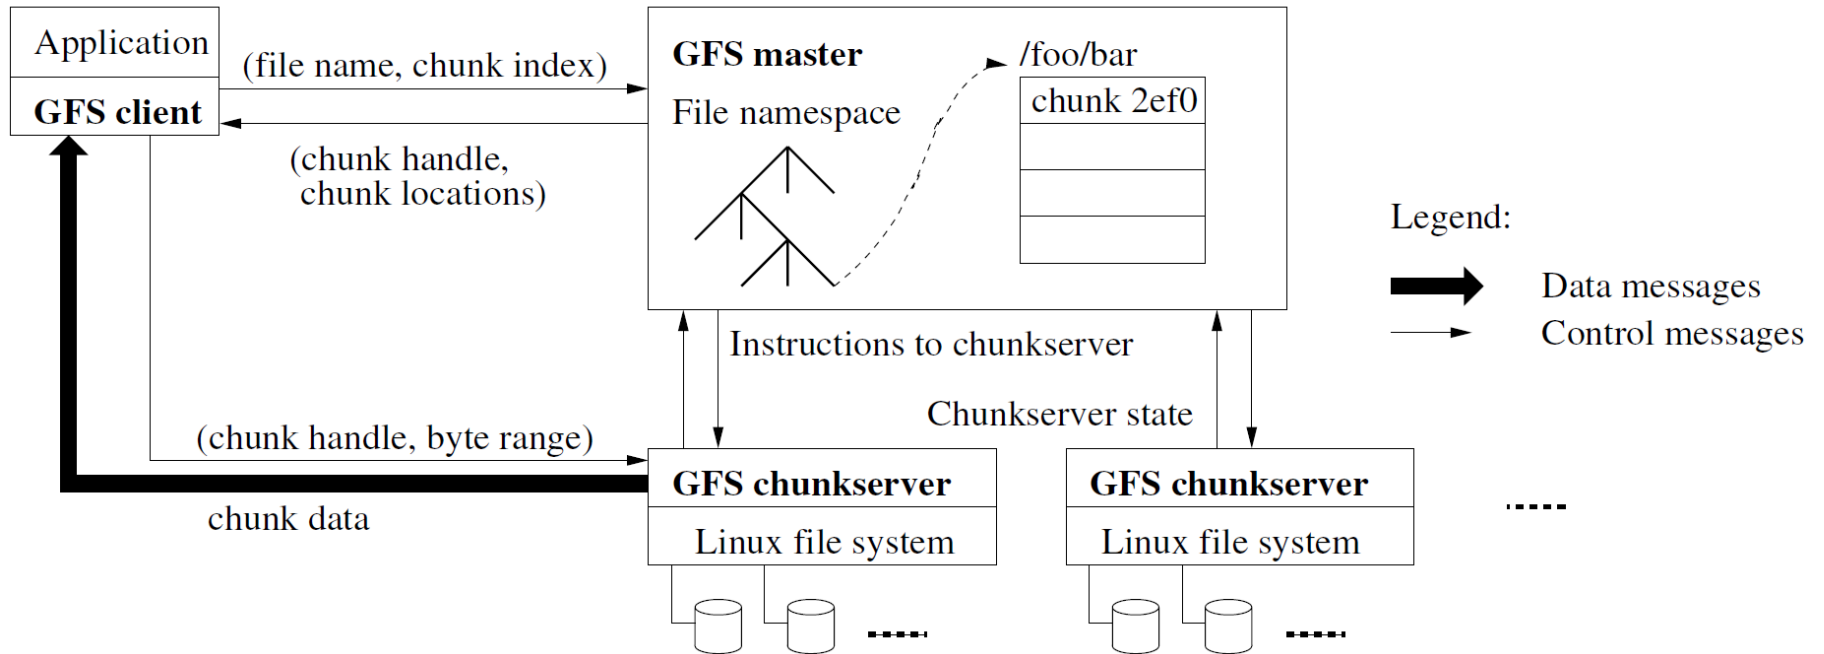 Application
GFS client
(file name, chunk index)
(chunk handle,
chunk locations)
GFS master
File namespace
/foo/bar
chunk 2ef0
Legend:
Data messages
Control messages
Instructions to chunkserver
Chunkserver state
(chunk handle, byte range)
chunk data
GFS chunkserver
Linux file system
GFS chunkserver
Linux file system